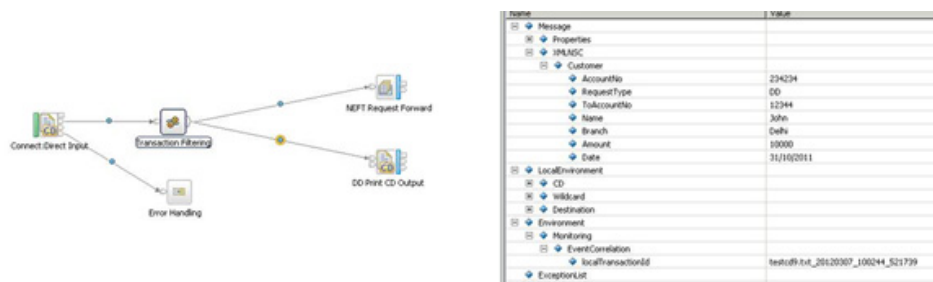 NEFT Request Forward
Connect:Direct Input
Transaction Filtering
DD Print CD Output
Error Handling
Name Value
Message
Properties
XMLNSC
Customer
AccountNo 234234
RequestType DD
ToAccountNo 12344
Name John
Branch Delhi
Amount 10000
Date 31/10/2011
LocalEnvironment
CD
Wildcard
Destination
Environment
Monitoring
EventCorrelation
localTransactionId testcd9.txt_20120307_100244_521739
ExceptionList